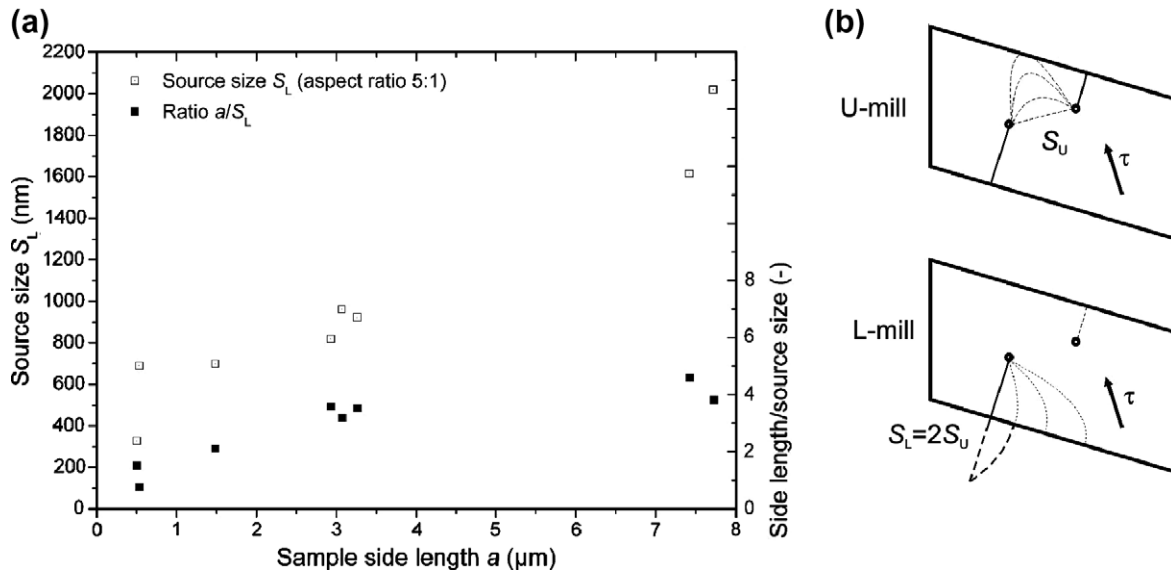 (a)
2200
2000
1800
1600
1400
1200
1000
800
600
400
200
0
Source size S_L (nm)
Source size S_L (aspect ratio 5:1)
Ratio a/S_L
8
6
4
2
0
Side length/source size (-)
0 1 2 3 4 5 6 7 8
Sample side length a (µm)
(b)
U-mill
S_U
τ
L-mill
S_L=2S_U
τ